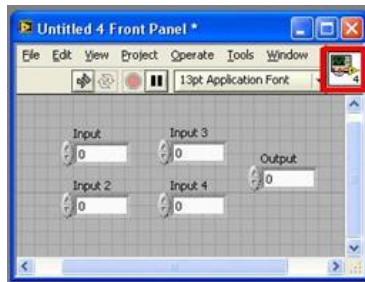 Untitled 4 Front Panel *
File Edit View Project Operate Tools Window
13pt Application Font
4
Input Input 3
0 0
Output
0
Input 2 Input 4
0 0